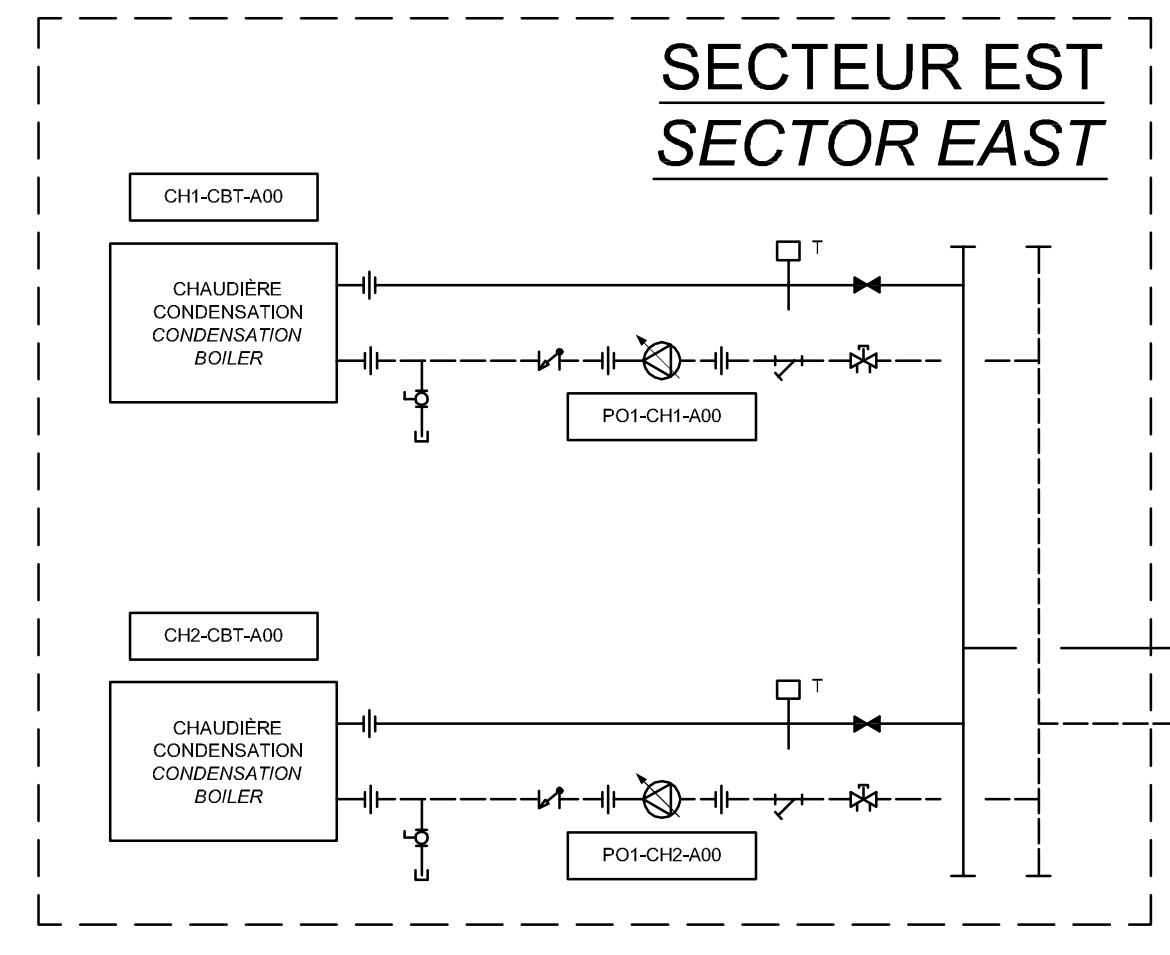 SECTEUR EST
SECTOR EAST
CH1-CBT-A00
CHAUDIÈRE
CONDENSATION
CONDENSATION
BOILER
T
PO1-CH1-A00
CH2-CBT-A00
CHAUDIÈRE
CONDENSATION
CONDENSATION
BOILER
T
PO1-CH2-A00